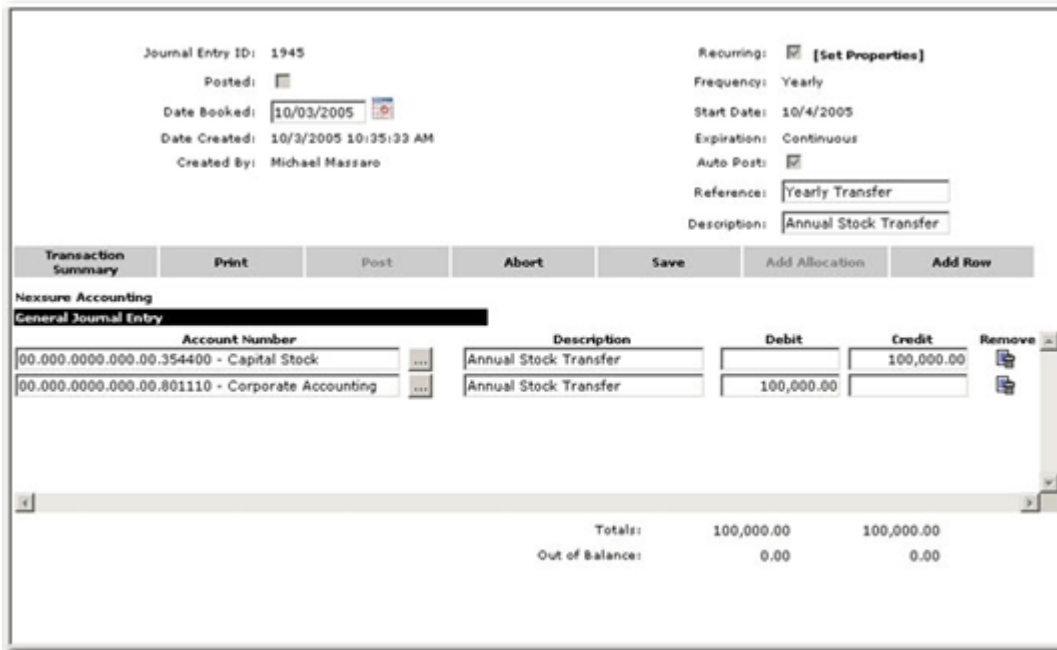 Journal Entry ID: 1945
Posted:
Date Booked: 10/03/2005
Date Created: 10/3/2005 10:35:33 AM
Created By: Michael Massaro
Recurring: [Set Properties]
Frequency: Yearly
Start Date: 10/4/2005
Expiration: Continuous
Auto Post:
Reference: Yearly Transfer
Description: Annual Stock Transfer
Transaction Summary Print Post Abort Save Add Allocation Add Row
Nexsure Accounting
General Journal Entry
Account Number Description Debit Credit Remove
00.000.0000.000.00.354400 - Capital Stock ... Annual Stock Transfer 100,000.00
00.000.0000.000.00.801110 - Corporate Accounting ... Annual Stock Transfer 100,000.00
Totals: 100,000.00 100,000.00
Out of Balance: 0.00 0.00